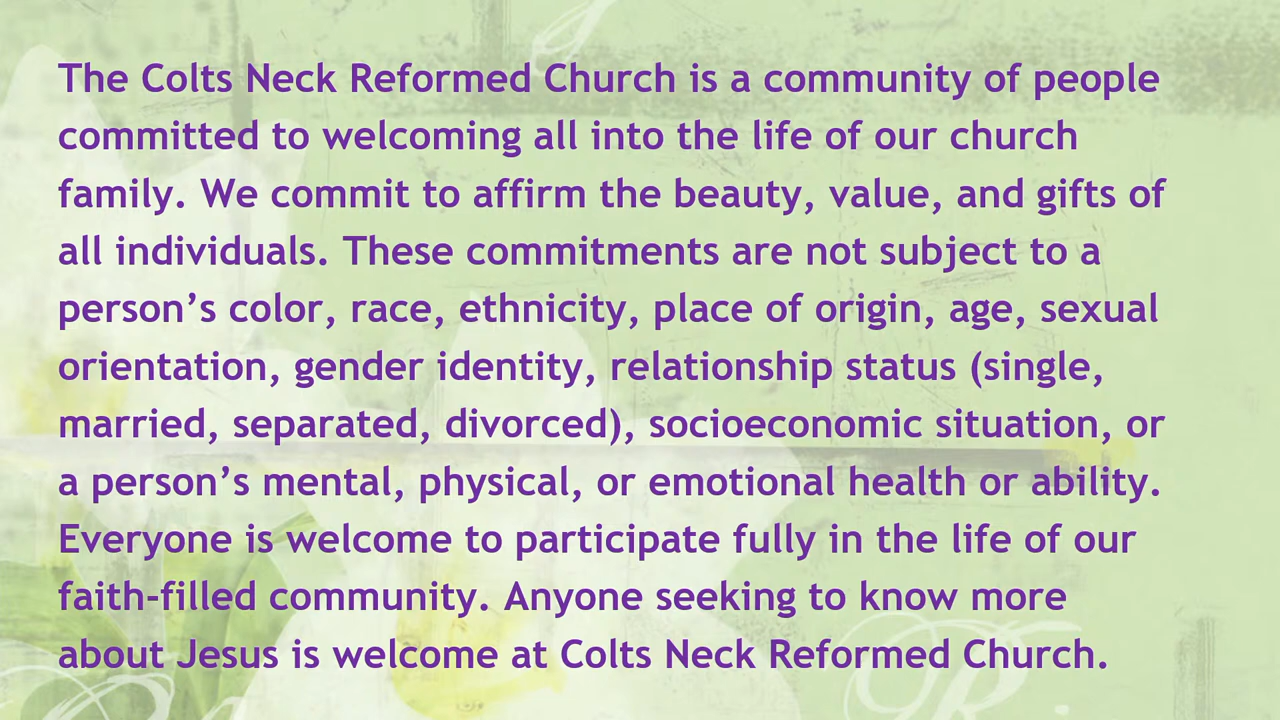 The Colts Neck Reformed Church is a community of people
committed to welcoming all into the life of our church
family. We commit to affirm the beauty, value, and gifts of
all individuals. These commitments are not subject to a
person’s color, race, ethnicity, place of origin, age, sexual
orientation, gender identity, relationship status (single,
married, separated, divorced), socioeconomic situation, or
a person’s mental, physical, or emotional health or ability.
Everyone is welcome to participate fully in the life of our
faith-filled community. Anyone seeking to know more
about Jesus is welcome at Colts Neck Reformed Church.